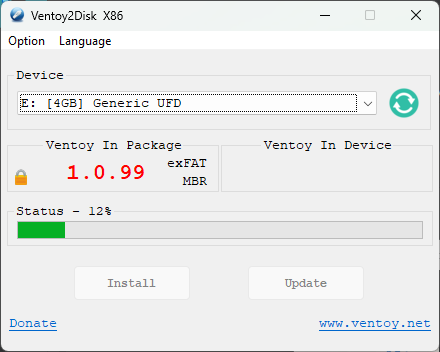 Ventoy2Disk X86
Option Language
Device
E: [4GB] Generic UFD
Ventoy In Package
Ventoy In Device
1.0.99
exFAT
MBR
Status - 12%
Install
Update
Donate
www.ventoy.net